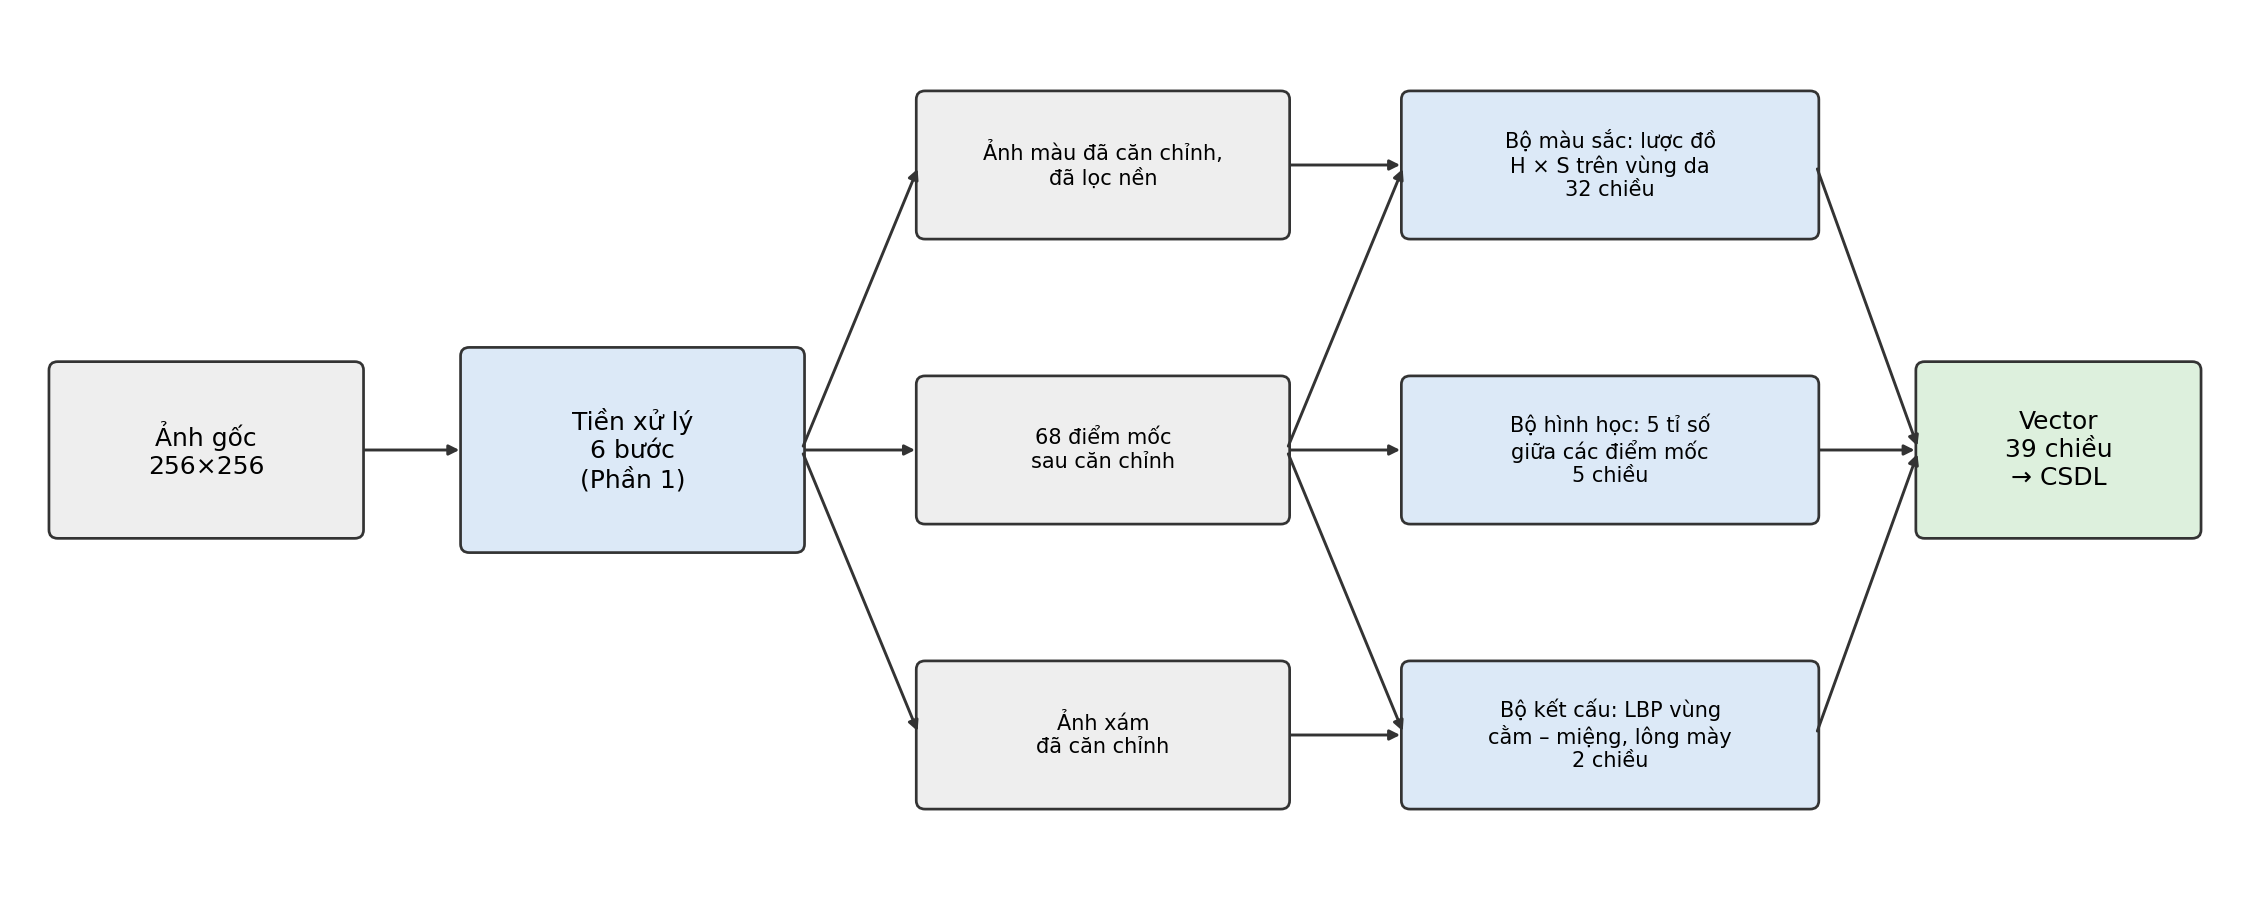 Ảnh gốc
256×256
Tiền xử lý
6 bước
(Phần 1)
Ảnh màu đã căn chỉnh,
đã lọc nền
68 điểm mốc
sau căn chỉnh
Ảnh xám
đã căn chỉnh
Bộ màu sắc: lược đồ
H × S trên vùng da
32 chiều
Bộ hình học: 5 tỉ số
giữa các điểm mốc
5 chiều
Bộ kết cấu: LBP vùng
cằm – miệng, lông mày
2 chiều
Vector
39 chiều
→ CSDL